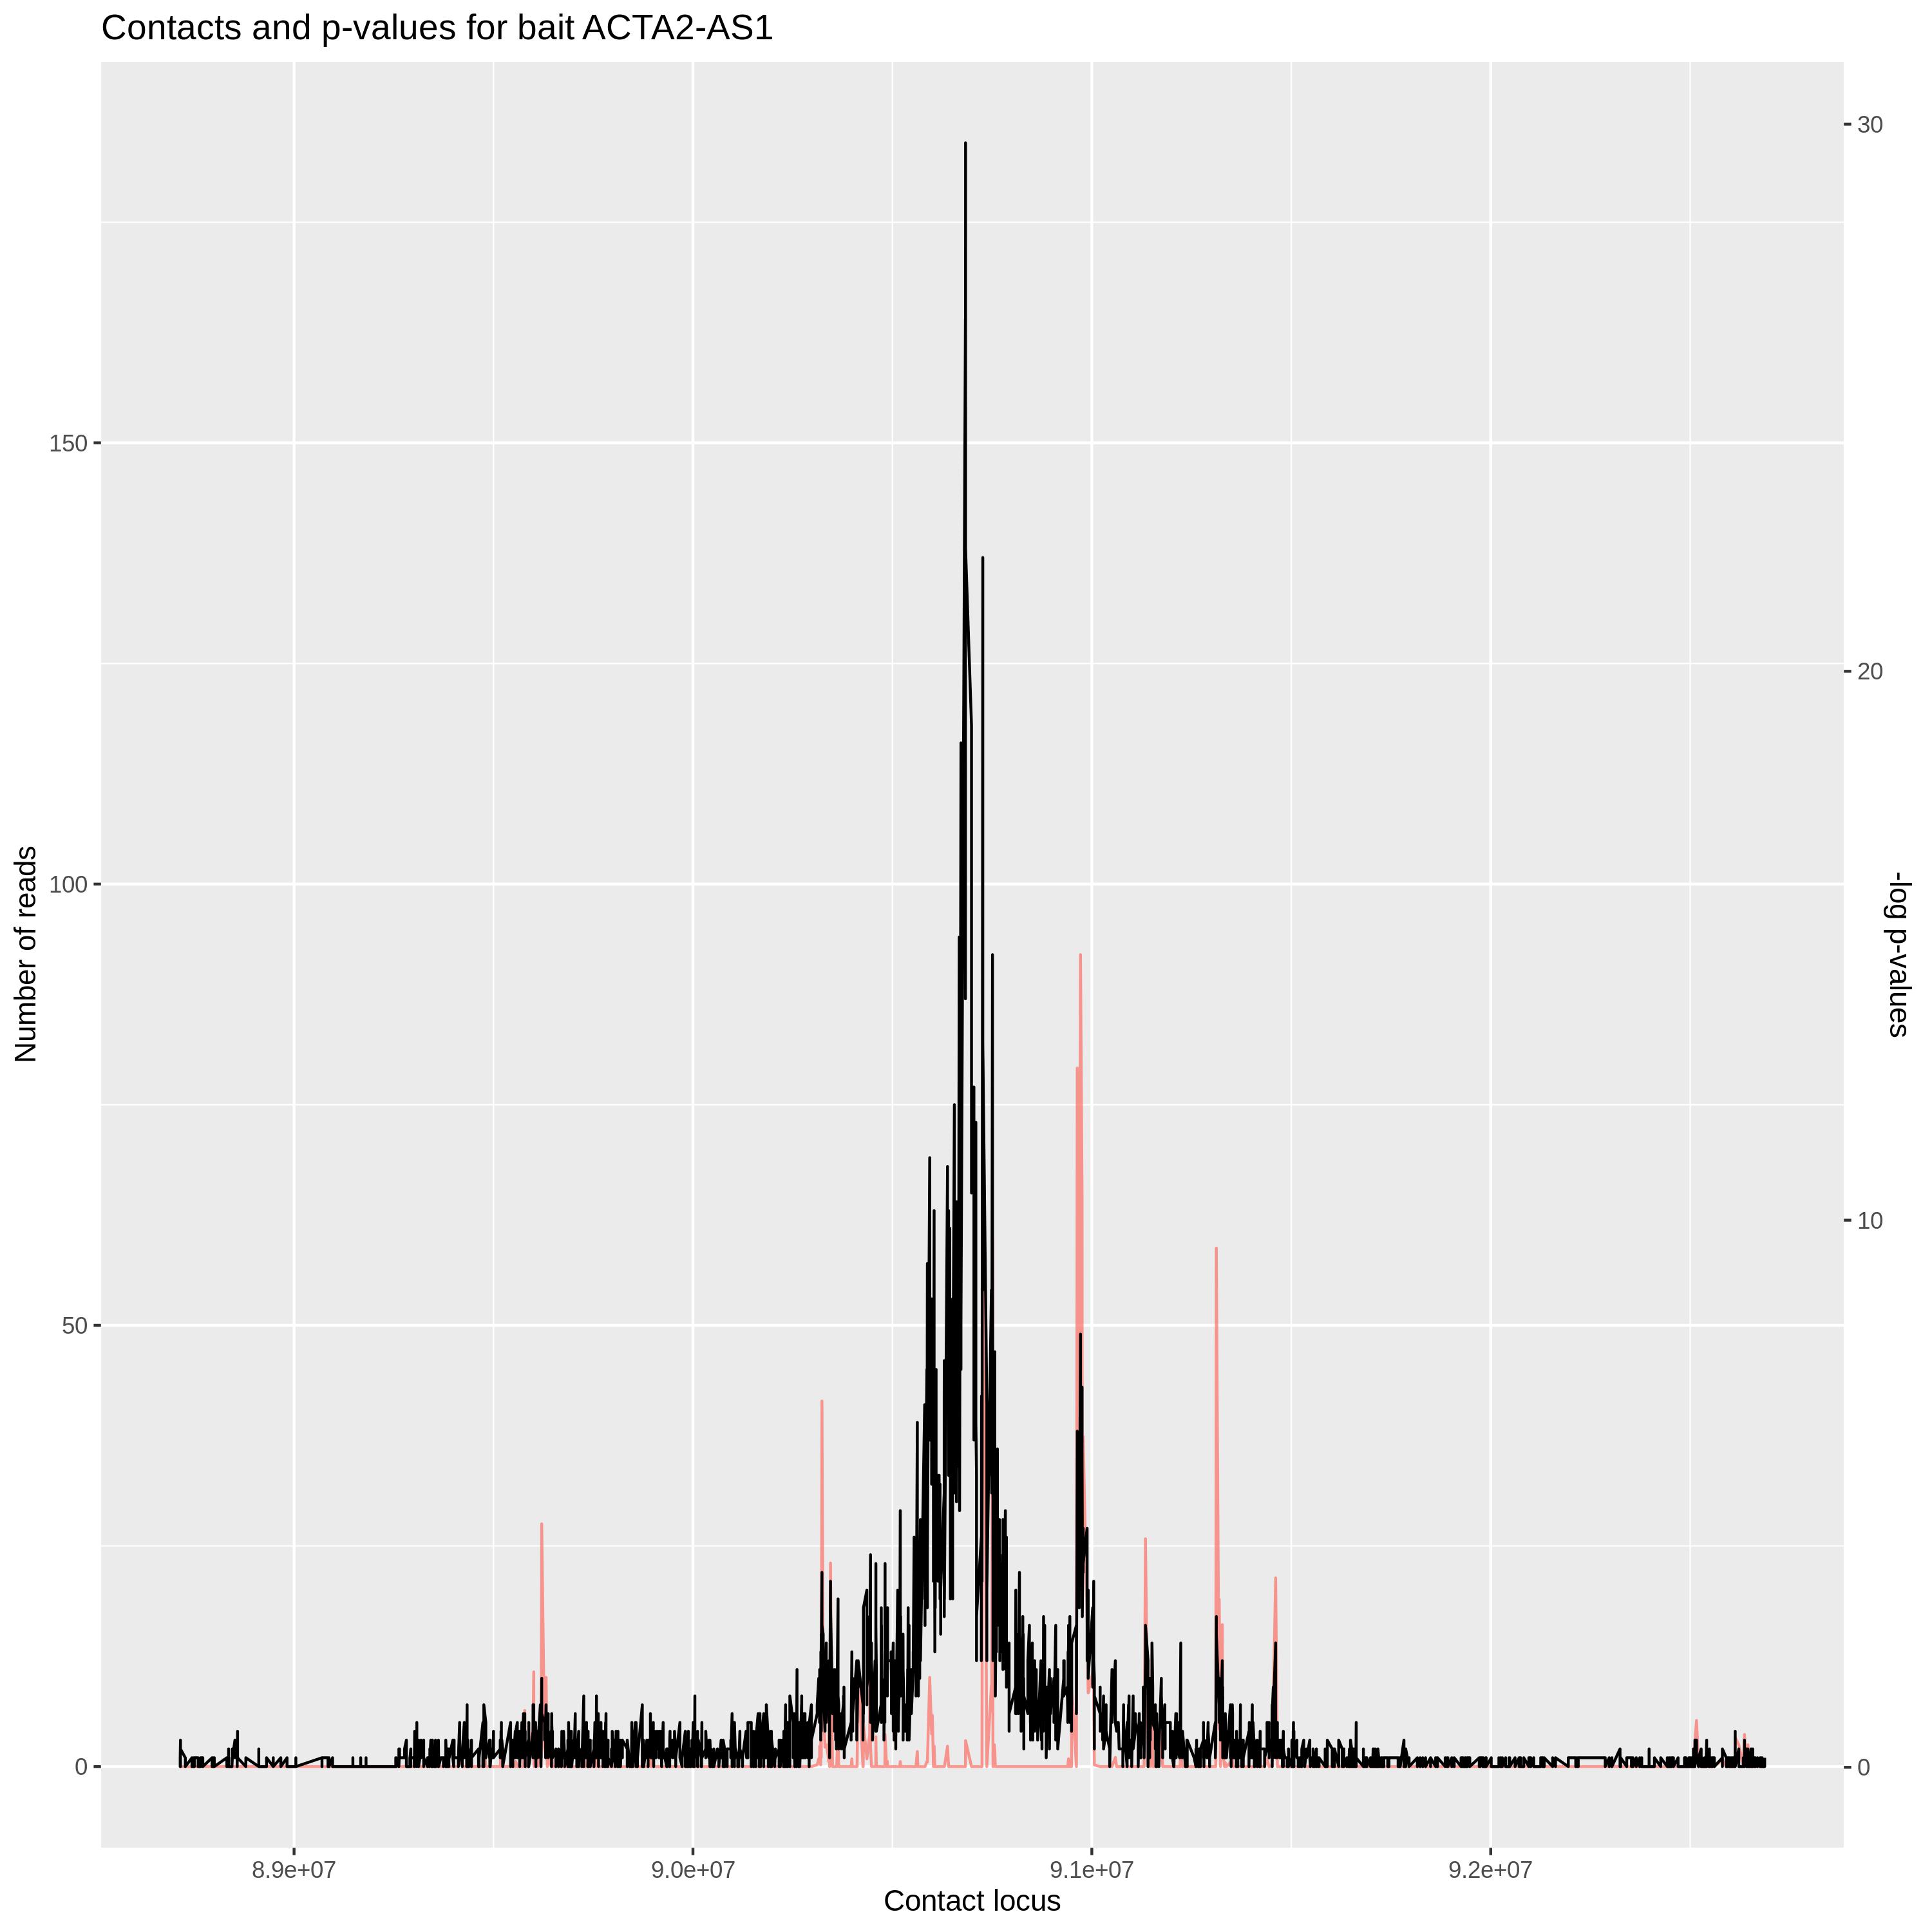 Contacts and p-values for bait ACTA2-AS1
30
150
20
100
Number of reads
-log p-values
10
50
0
0
8.9e+07
9.0e+07
9.1e+07
9.2e+07
Contact locus